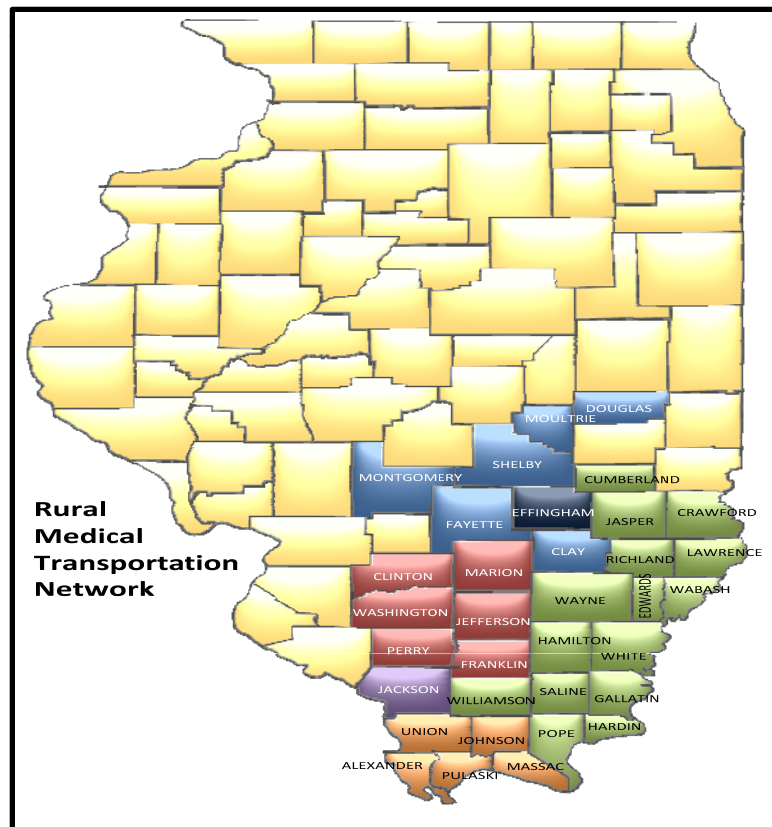 DOUGLAS
MOULTRIE
SHELBY
MONTGOMERY
CUMBERLAND
EFFINGHAM
FAYETTE
JASPER
CRAWFORD
Rural
Medical
Transportation
Network
CLAY
RICHLAND
LAWRENCE
CLINTON
MARION
WASHINGTON
JEFFERSON
WAYNE
EDWARDS
WABASH
PERRY
FRANKLIN
HAMILTON
WHITE
JACKSON
WILLIAMSON
SALINE
GALLATIN
UNION
JOHNSON
POPE
HARDIN
ALEXANDER
PULASKI
MASSAC